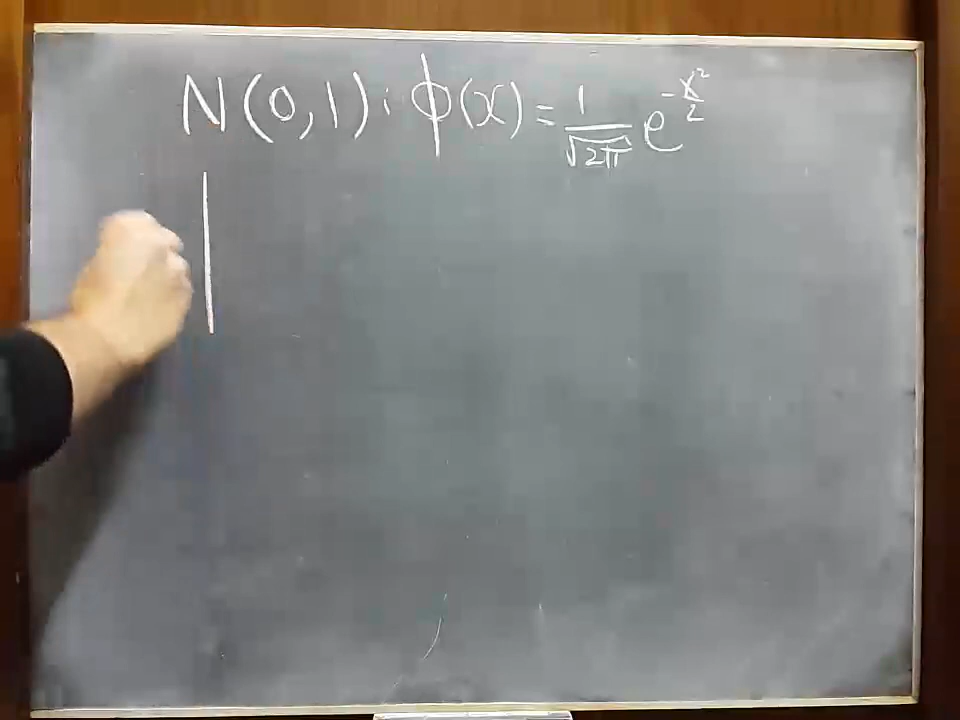 N(0,1): ϕ(x) = 1/√2π e^(-x²/2)